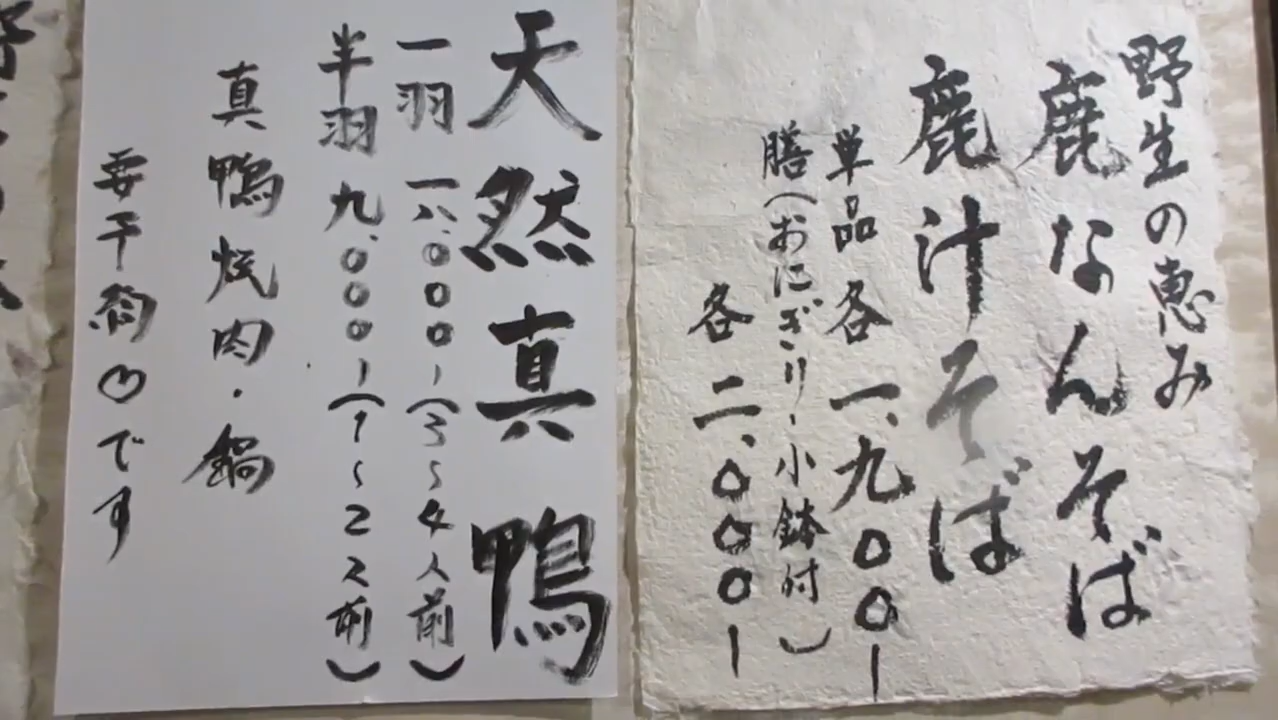 野生の恵み
鹿なんそば
鹿汁そば
単品 各 一、九〇〇ー
膳(おにぎり・小鉢付)
各 二、〇〇〇ー
天然真鴨
一羽 一八、〇〇〇ー(3〜4人前)
半羽 九、〇〇〇ー(1〜2人前)
真鴨焼肉・鍋
要予約〇です